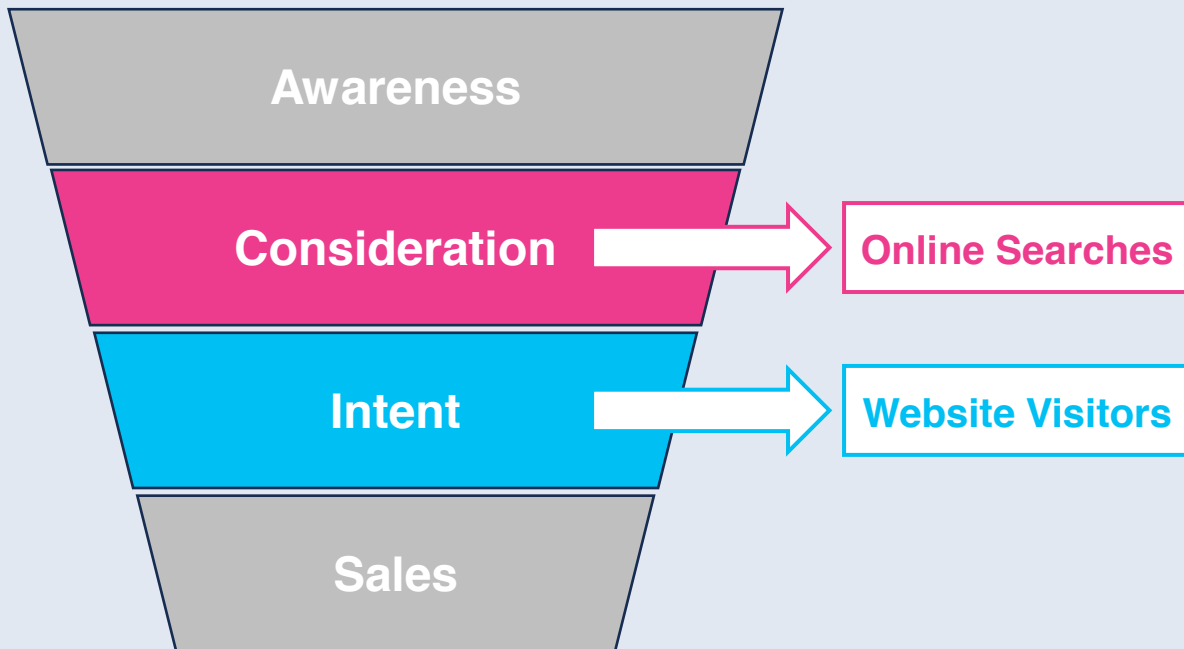 Awareness
Consideration
Online Searches
Intent
Website Visitors
Sales